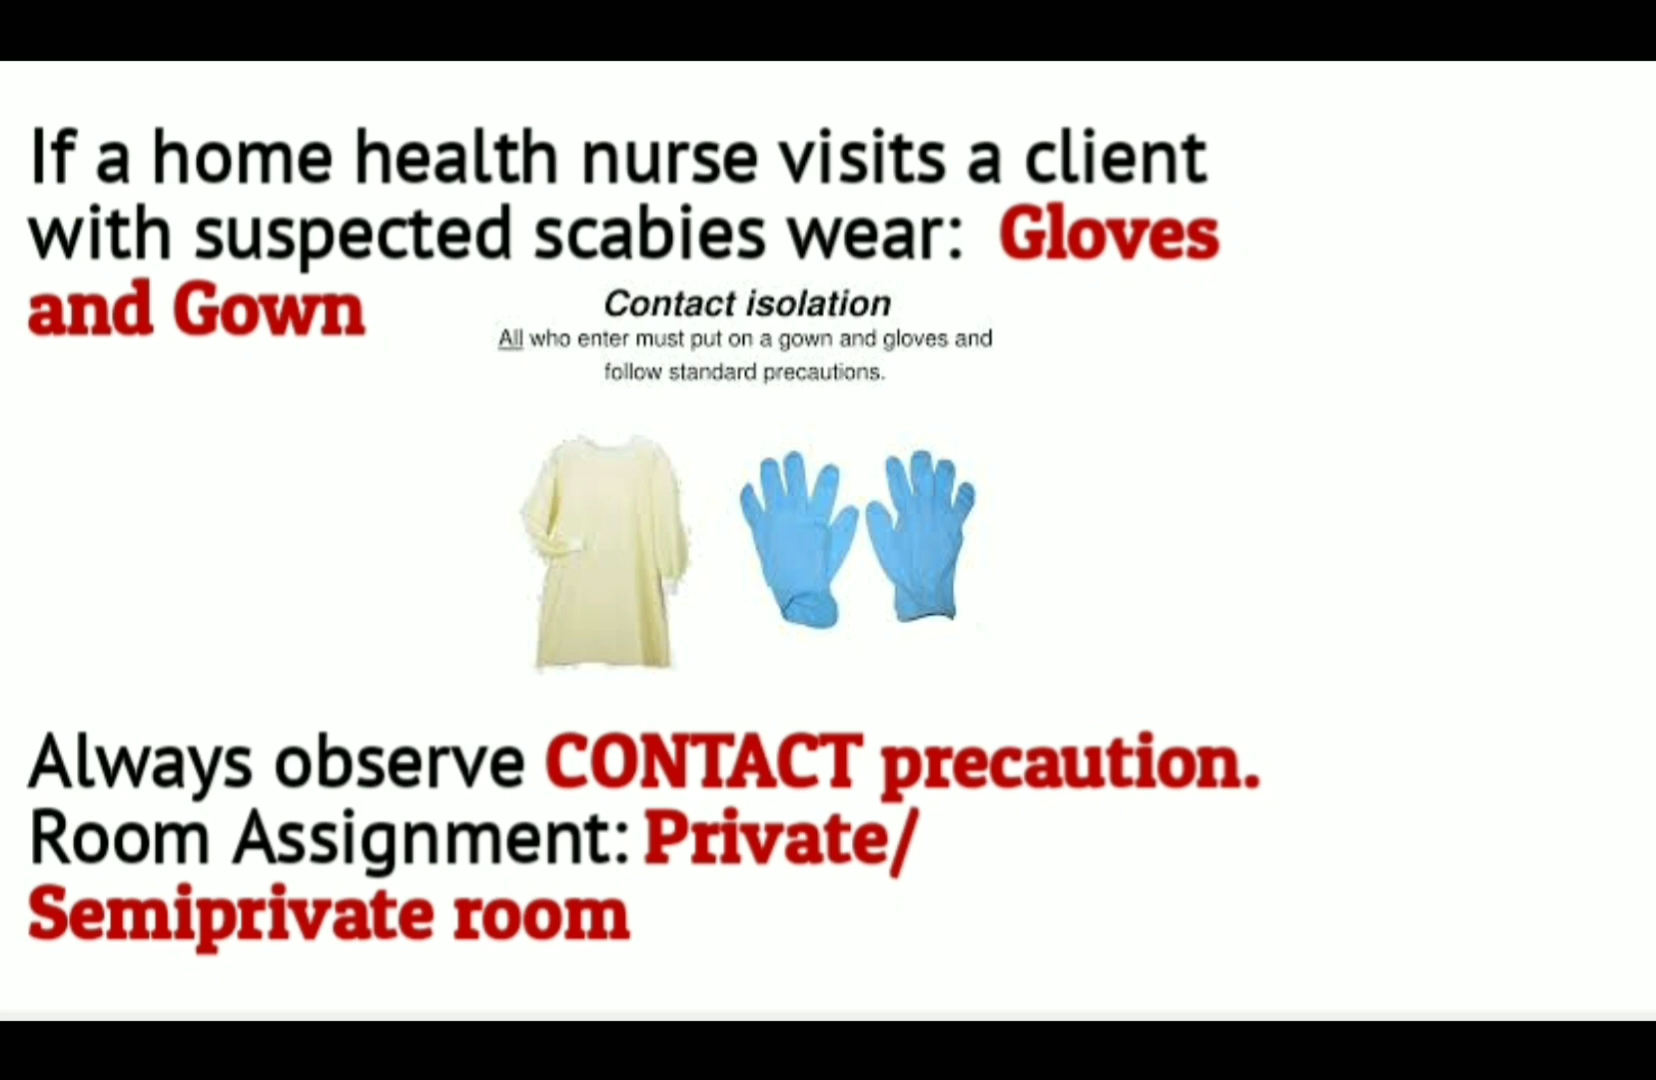 If a home health nurse visits a client
with suspected scabies wear: Gloves
and Gown
Contact isolation
All who enter must put on a gown and gloves and
follow standard precautions.
Always observe CONTACT precaution.
Room Assignment: Private/
Semiprivate room